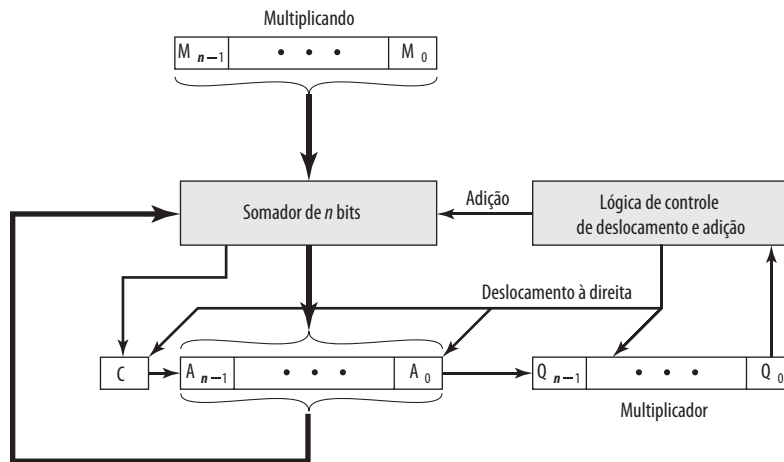 Multiplicando
M n–1 • • • M 0
Somador de n bits
Adição
Lógica de controle
de deslocamento e adição
Deslocamento à direita
C
A n–1 • • • A 0
Q n–1 • • • Q 0
Multiplicador